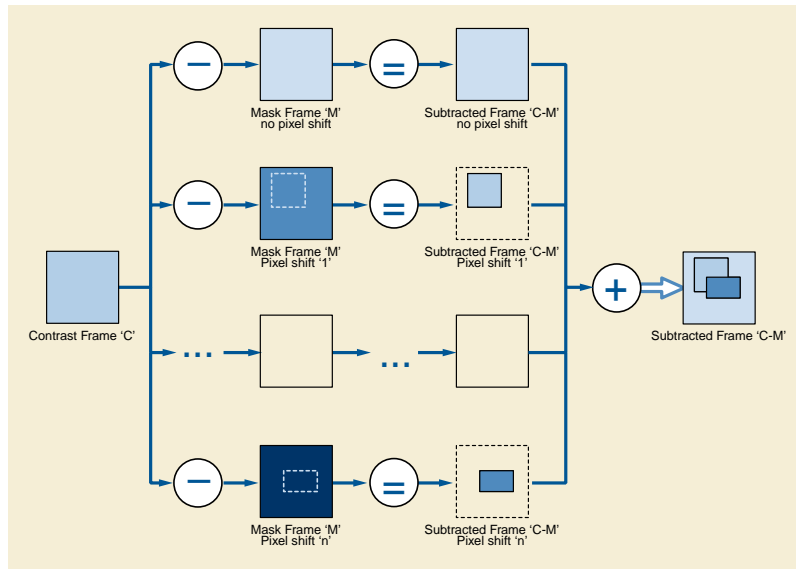 Mask Frame ‘M’
no pixel shift
Subtracted Frame ‘C-M’
no pixel shift
Mask Frame ‘M’
Pixel shift ‘1’
Subtracted Frame ‘C-M’
Pixel shift ‘1’
Contrast Frame ‘C’
Subtracted Frame ‘C-M’
...
...
Mask Frame ‘M’
Pixel shift ‘n’
Subtracted Frame ‘C-M’
Pixel shift ‘n’